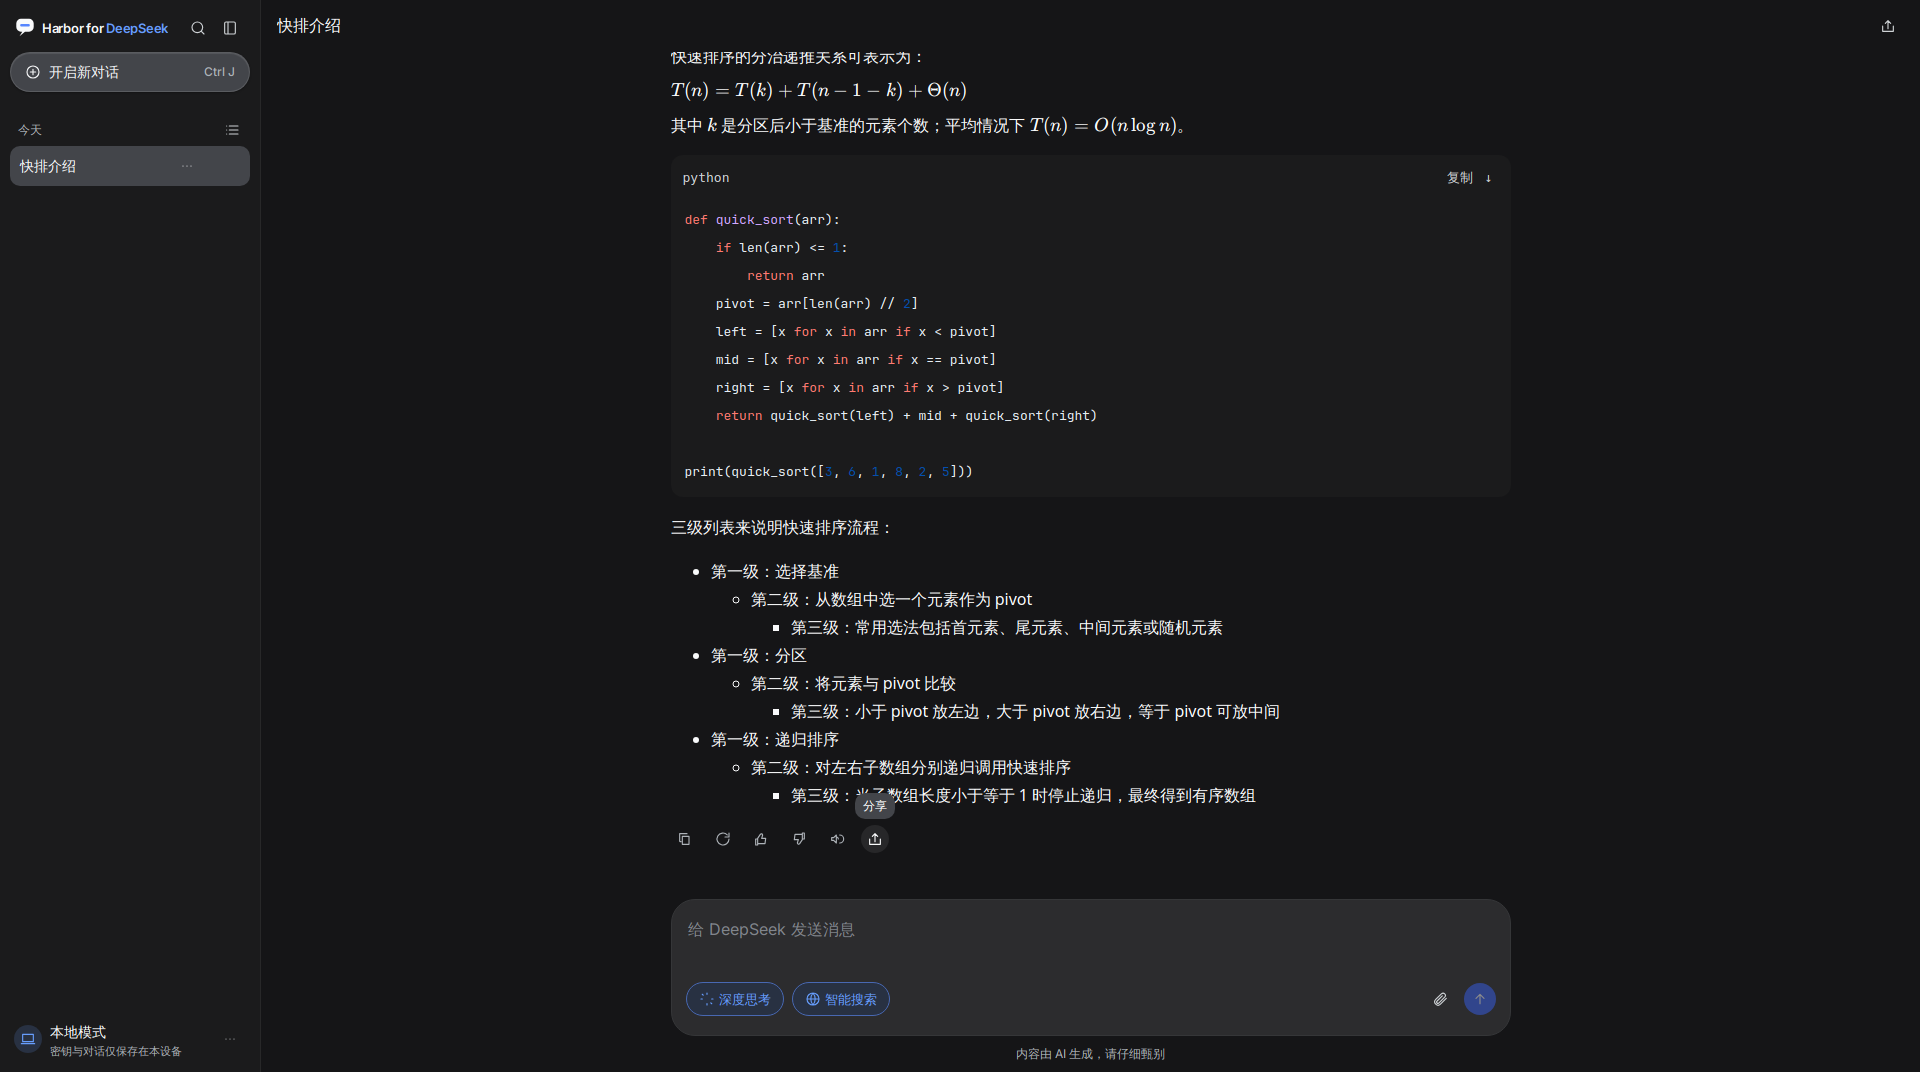 Harbor for DeepSeek
开启新对话 Ctrl J
今天
快排介绍
本地模式
密钥与对话仅保存在本设备
快排介绍
快速排序的分治递推关系可表示为：
T(n) = T(k) + T(n − 1 − k) + Θ(n)
其中 k 是分区后小于基准的元素个数；平均情况下 T(n) = O(n log n)。
python 复制 ↓
def quick_sort(arr):
    if len(arr) <= 1:
        return arr
    pivot = arr[len(arr) // 2]
    left = [x for x in arr if x < pivot]
    mid = [x for x in arr if x == pivot]
    right = [x for x in arr if x > pivot]
    return quick_sort(left) + mid + quick_sort(right)
print(quick_sort([3, 6, 1, 8, 2, 5]))
三级列表来说明快速排序流程：
第一级：选择基准
第二级：从数组中选一个元素作为 pivot
第三级：常用选法包括首元素、尾元素、中间元素或随机元素
第一级：分区
第二级：将元素与 pivot 比较
第三级：小于 pivot 放左边，大于 pivot 放右边，等于 pivot 可放中间
第一级：递归排序
第二级：对左右子数组分别递归调用快速排序
第三级：当子数组长度小于等于 1 时停止递归，最终得到有序数组
分享
给 DeepSeek 发送消息
深度思考 智能搜索
内容由 AI 生成，请仔细甄别